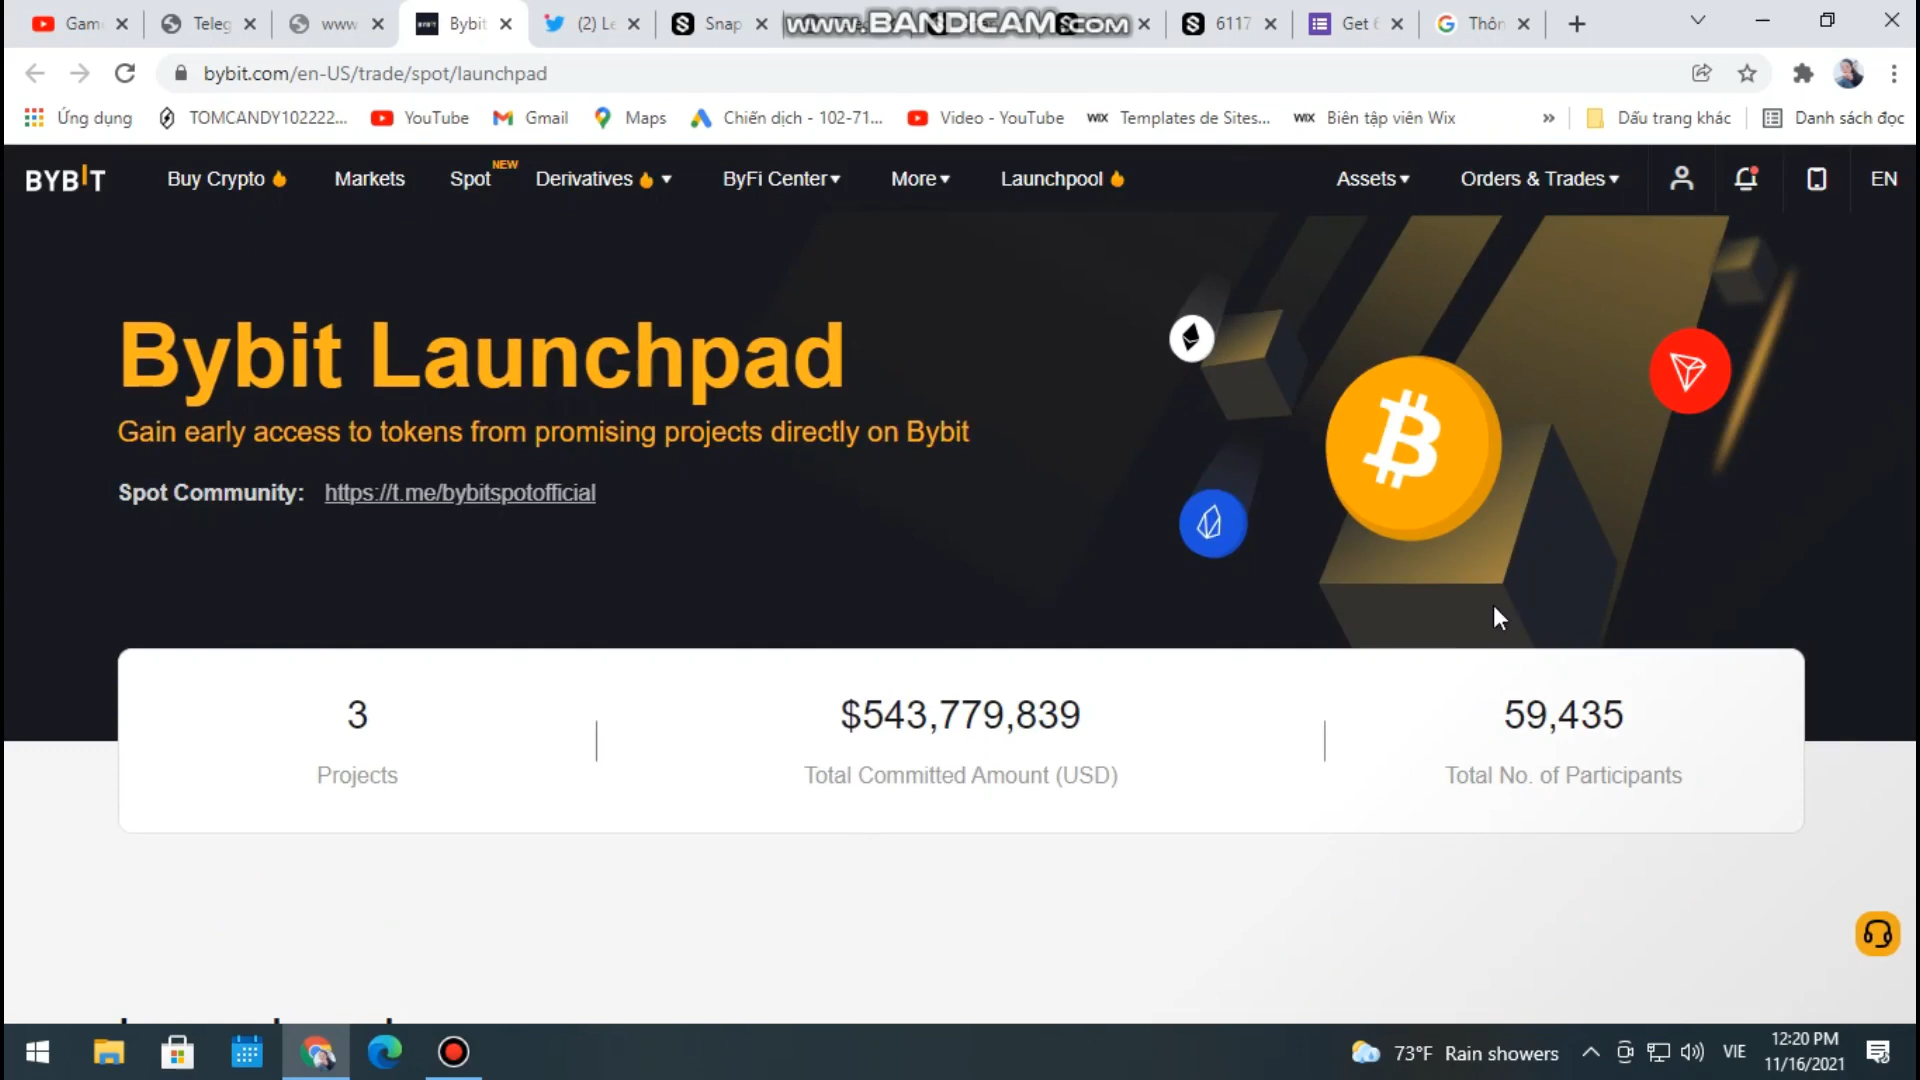 Gam
Teleg
www
Bybit
(2) Le
Snap
www.BANDICAM.com
6117
Get 6
Thôn
bybit.com/en-US/trade/spot/launchpad
Ứng dụng
TOMCANDY102222...
YouTube
Gmail
Maps
Chiến dịch - 102-71...
Video - YouTube
WIX Templates de Sites...
WIX Biên tập viên Wix
»
Dấu trang khác
Danh sách đọc
BYBIT
Buy Crypto
Markets
Spot NEW
Derivatives
ByFi Center
More
Launchpool
Assets
Orders & Trades
EN
Bybit Launchpad
Gain early access to tokens from promising projects directly on Bybit
Spot Community: https://t.me/bybitspotofficial
3
$543,779,839
59,435
Projects
Total Committed Amount (USD)
Total No. of Participants
73°F Rain showers
VIE
12:20 PM
11/16/2021